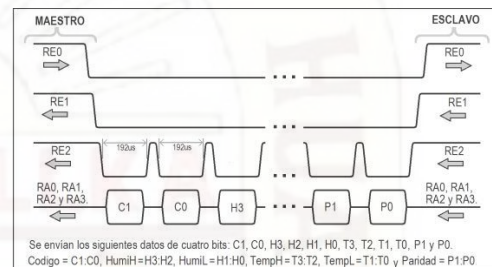 MAESTRO ESCLAVO
RE0 RE0
RE1 RE1
RE2 192us 192us RE2
RA0, RA1, RA0, RA1,
RA2 y RA3. C1 C0 H3 P1 P0 RA2 y RA3.
Se envian los siguientes datos de cuatro bits: C1, C0, H3, H2, H1, H0, T3, T2, T1, T0, P1 y P0.
Codigo = C1:C0, HumiH=H3:H2, HumiL=H1:H0, TempH=T3:T2, TempL=T1:T0 y Paridad = P1:P0